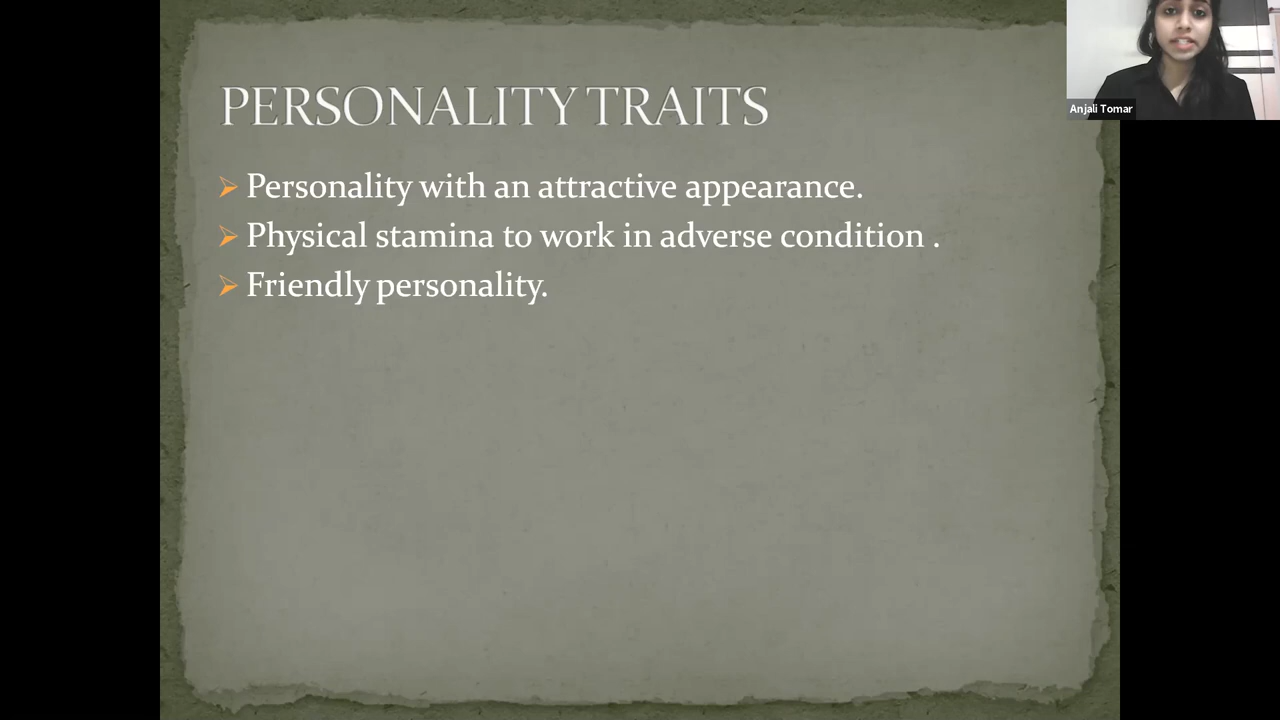 PERSONALITY TRAITS
Personality with an attractive appearance.
Physical stamina to work in adverse condition .
Friendly personality.
Anjali Tomar